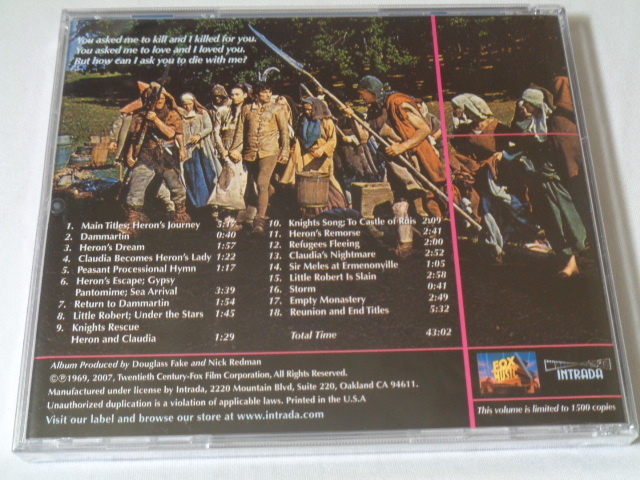 You asked me to kill and I killed for you.
You asked me to love and I loved you.
But how can I ask you to die with me?
1. Main Titles; Heron's Journey
2. Dammartin 0:40
3. Heron's Dream 1:57
4. Claudia Becomes Heron's Lady 1:22
5. Peasant Processional Hymn 1:17
6. Heron's Escape; Gypsy
Pantomime; Sea Arrival 3:39
7. Return to Dammartin 1:54
8. Little Robert; Under the Stars 1:45
9. Knights Rescue
Heron and Claudia 1:29
10. Knights Song; To Castle of Ruis 2:09
11. Heron's Remorse 2:41
12. Refugees Fleeing 2:00
13. Claudia's Nightmare 2:52
14. Sir Meles at Ermenonville 1:05
15. Little Robert Is Slain 2:58
16. Storm 0:41
17. Empty Monastery 2:49
18. Reunion and End Titles 5:32
Total Time 43:02
Album Produced by Douglass Fake and Nick Redman
©℗1969, 2007, Twentieth Century-Fox Film Corporation, All Rights Reserved.
Manufactured under license by Intrada, 2220 Mountain Blvd, Suite 220, Oakland CA 94611.
Unauthorized duplication is a violation of applicable laws. Printed in the U.S.A
Visit our label and browse our store at www.intrada.com
FOX
MUSIC
INTRADA
This volume is limited to 1500 copies